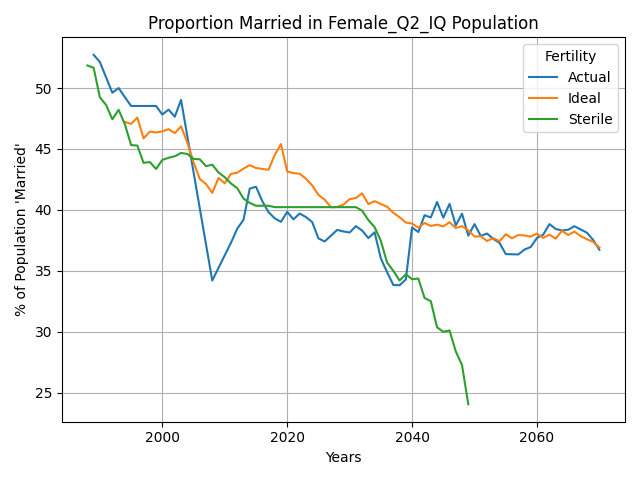 Proportion Married in Female_Q2_IQ Population
% of Population 'Married'
50
45
40
35
30
25
Fertility
Actual
Ideal
Sterile
2000
2020
2040
2060
Years